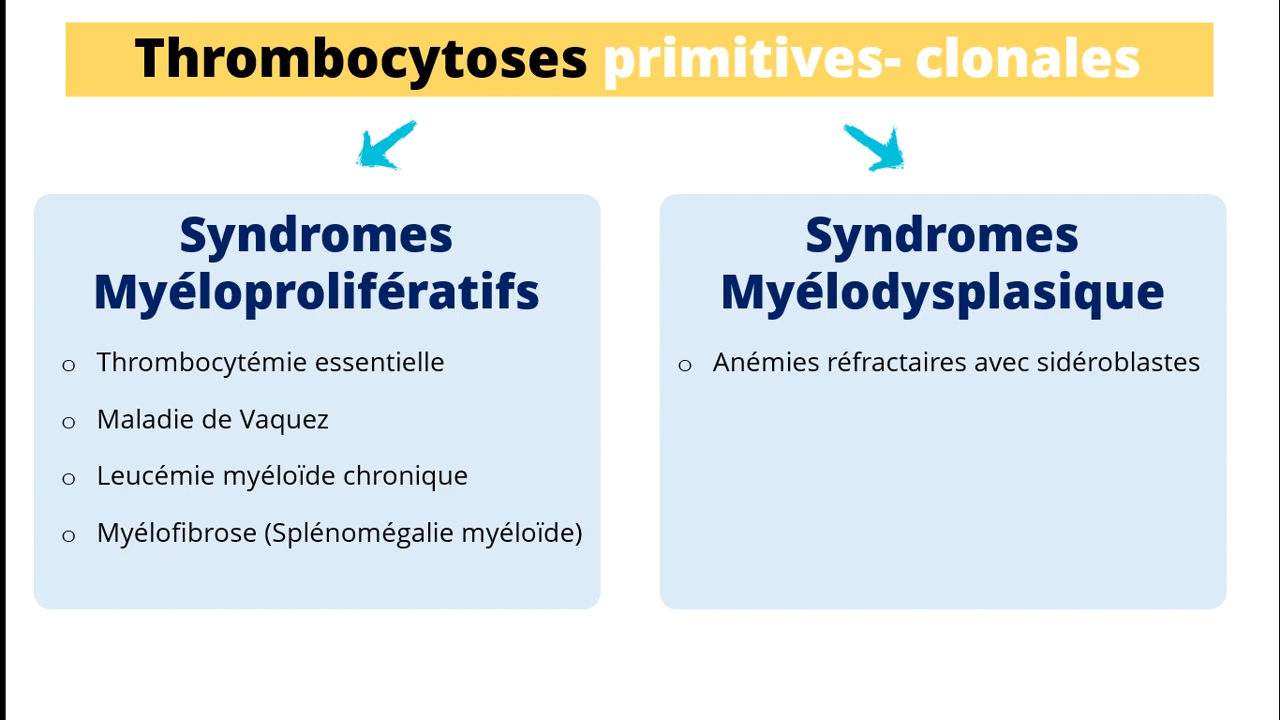 Thrombocytoses primitives- clonales
Syndromes
Myéloprolifératifs
o Thrombocytémie essentielle
o Maladie de Vaquez
o Leucémie myéloïde chronique
o Myélofibrose (Splénomégalie myéloïde)
Syndromes
Myélodysplasique
o Anémies réfractaires avec sidéroblastes